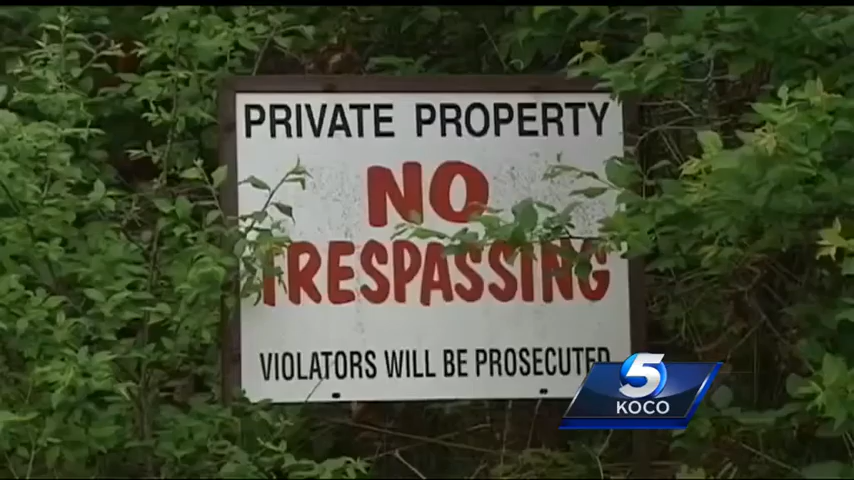 PRIVATE PROPERTY
NO
TRESPASSING
VIOLATORS WILL BE PROSECUTED
5
KOCO